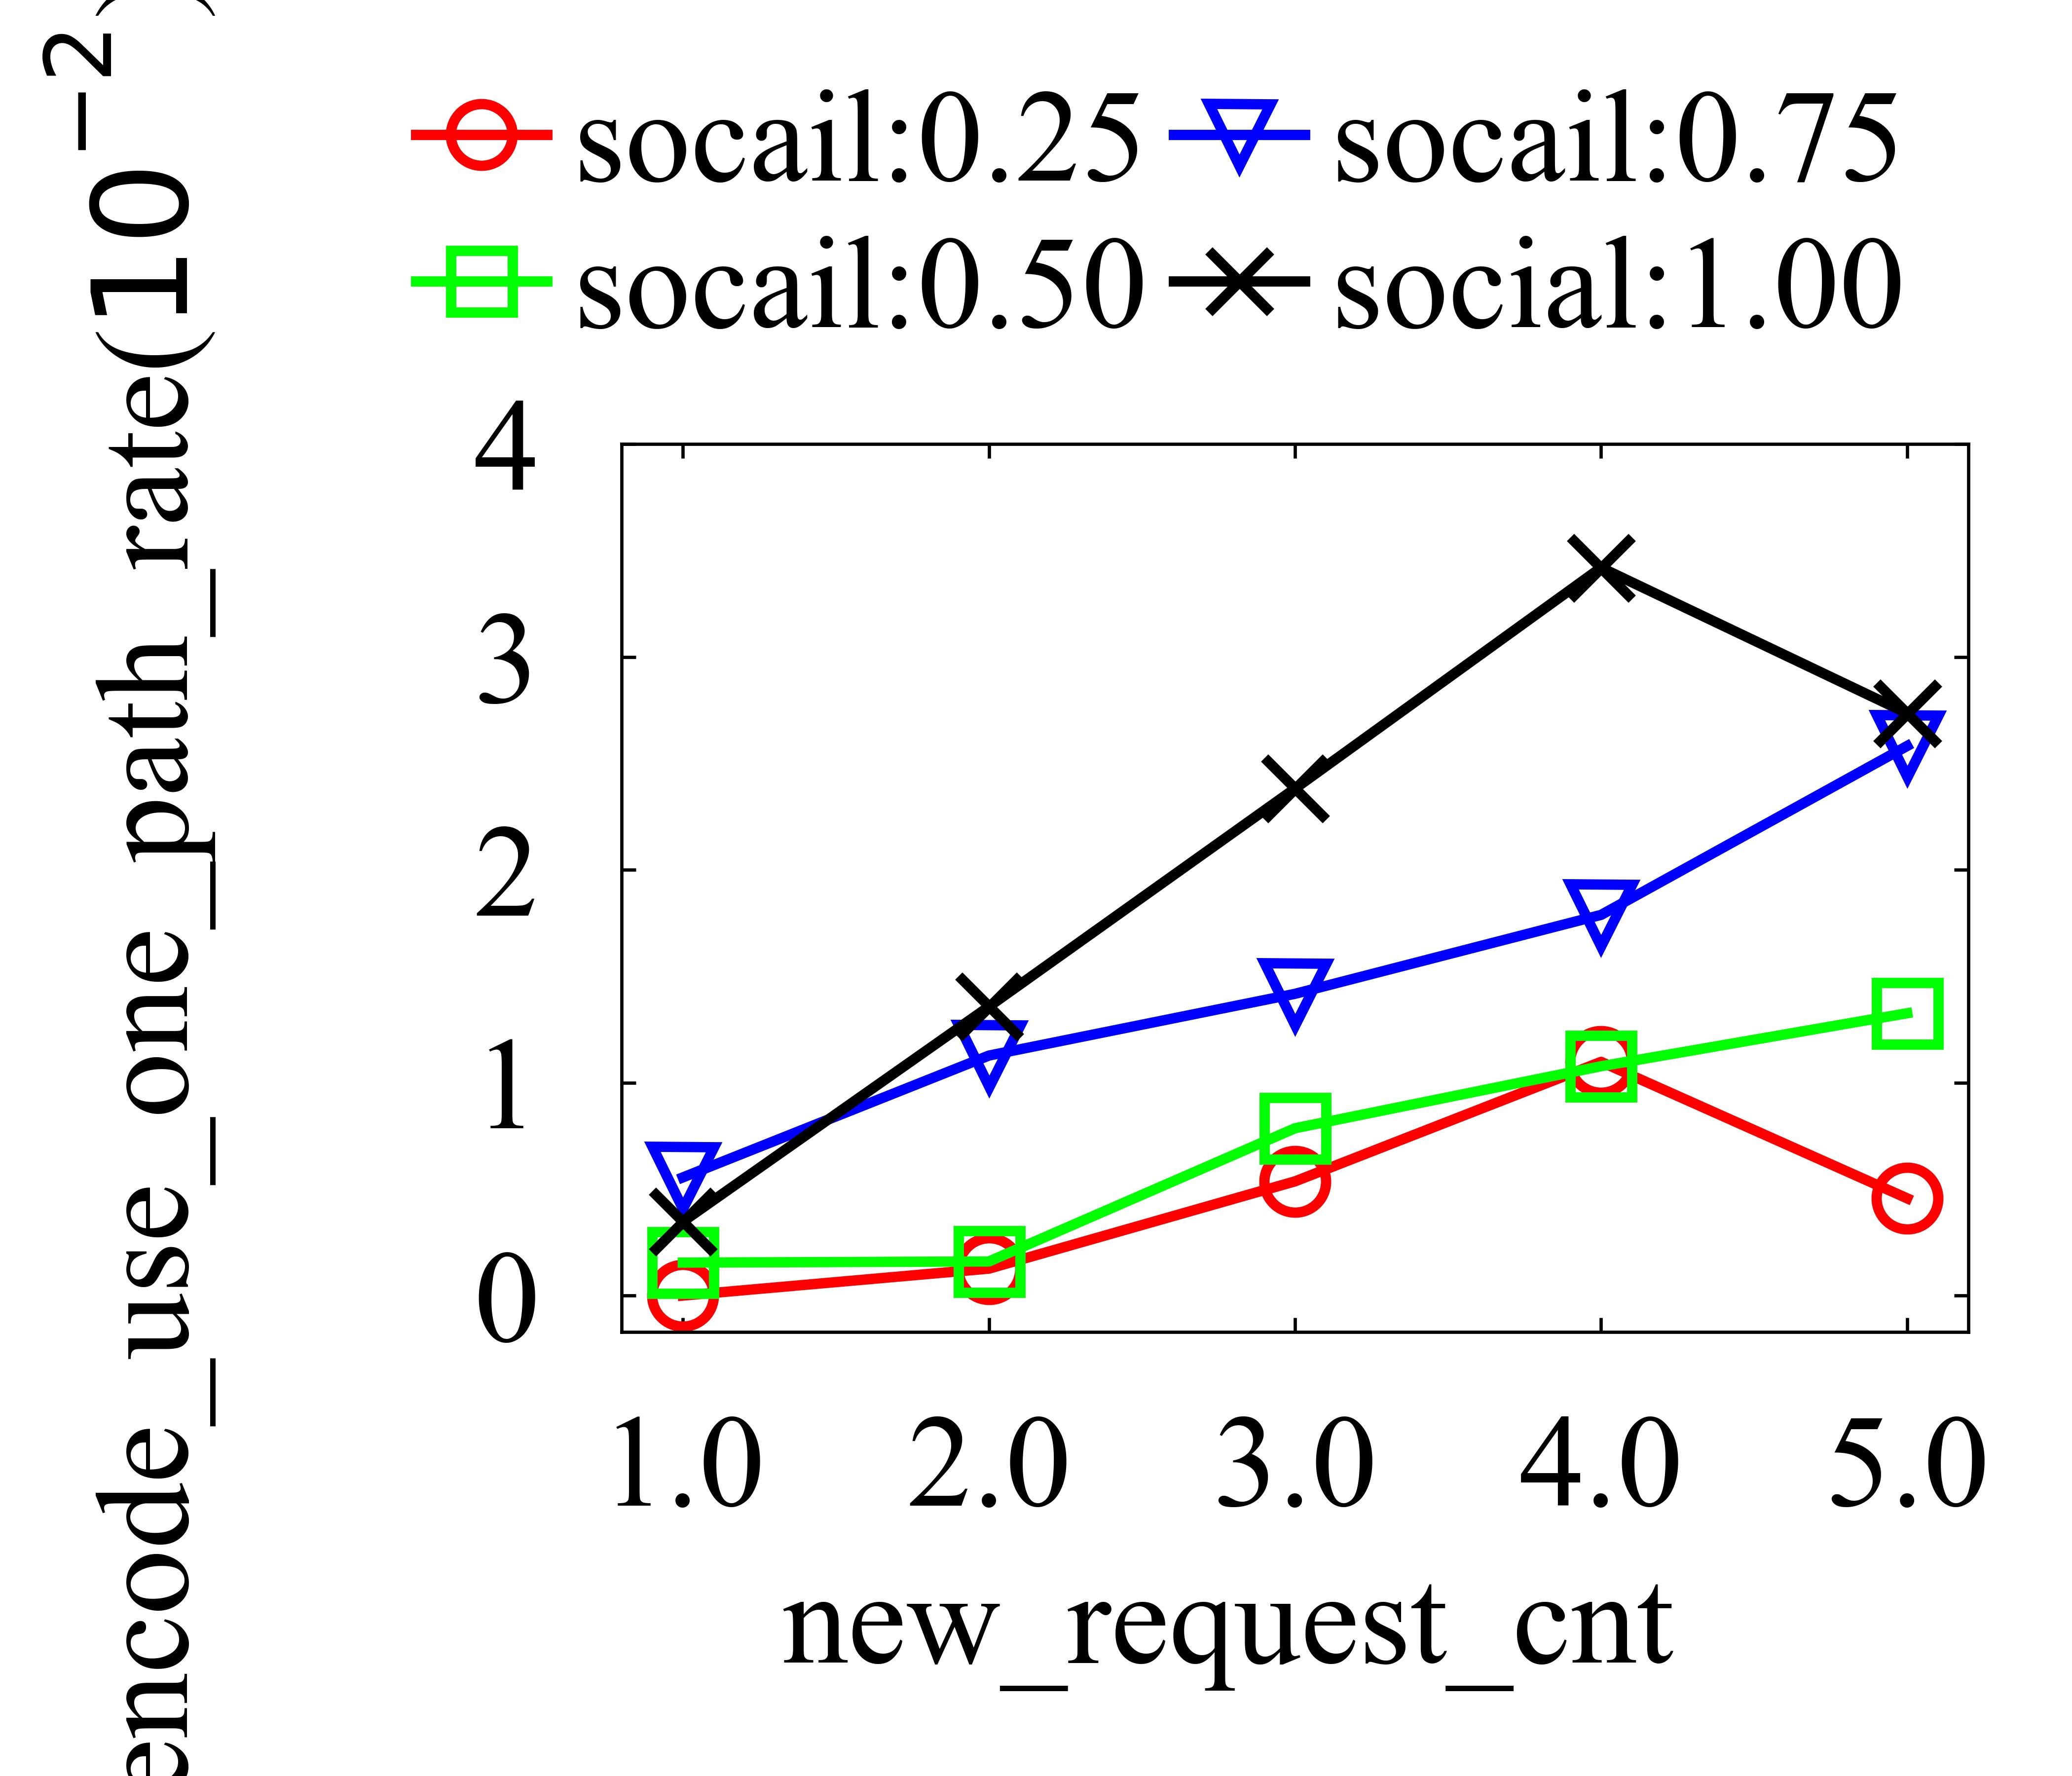 socail:0.25 socail:0.75
socail:0.50 social:1.00
encode_use_one_path_rate(10⁻²)
4
3
2
1
0
1.0 2.0 3.0 4.0 5.0
new_request_cnt